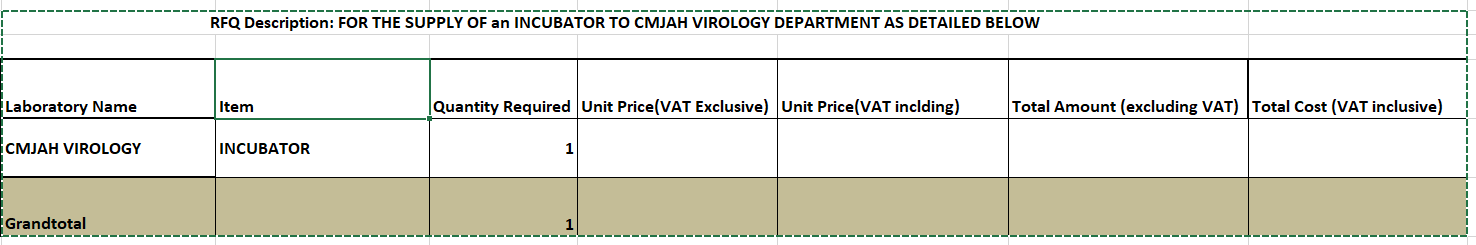 RFQ Description: FOR THE SUPPLY OF an INCUBATOR TO CMJAH VIROLOGY DEPARTMENT AS DETAILED BELOW
Laboratory Name Item Quantity Required Unit Price(VAT Exclusive) Unit Price(VAT inclding) Total Amount (excluding VAT) Total Cost (VAT inclusive)
CMJAH VIROLOGY INCUBATOR 1
Grandtotal 1